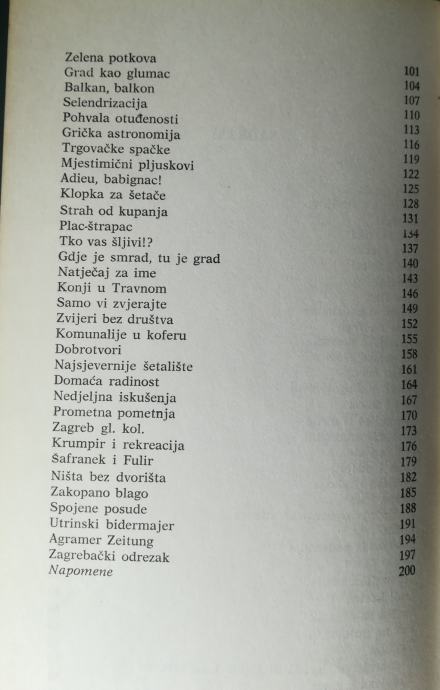 Zelena potkova 101
Grad kao glumac 104
Balkan, balkon 107
Selendrizacija 110
Pohvala otuđenosti 113
Grička astronomija 116
Trgovačke spačke 119
Mjestimični pljuskovi 122
Adieu, babignac! 125
Klopka za šetače 128
Strah od kupanja 131
Plac-štrapac 134
Tko vas šljivi!? 137
Gdje je smrad, tu je grad 140
Natječaj za ime 143
Konji u Travnom 146
Samo vi zvjerajte 149
Zvijeri bez društva 152
Komunalije u koferu 155
Dobrotvori 158
Najsjevernije šetalište 161
Domaća radinost 164
Nedjeljna iskušenja 167
Prometna pometnja 170
Zagreb gl. kol. 173
Krumpir i rekreacija 176
Šafranek i Fulir 179
Ništa bez dvorišta 182
Zakopano blago 185
Spojene posude 188
Utrinski bidermajer 191
Agramer Zeitung 194
Zagrebački odrezak 197
Napomene 200